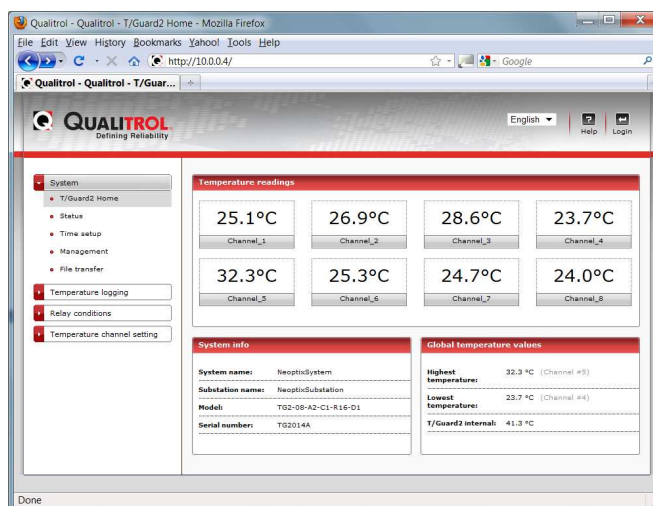 Qualitrol - Qualitrol - T/Guard2 Home - Mozilla Firefox
File Edit View History Bookmarks Yahoo! Tools Help
http://10.0.0.4/
Google
Qualitrol - Qualitrol - T/Guar...
QUALITROL
Defining Reliability
English
Help
Login
System
T/Guard2 Home
Status
Time setup
Management
File transfer
Temperature logging
Relay conditions
Temperature channel setting
Temperature readings
25.1°C 26.9°C 28.6°C 23.7°C
Channel_1 Channel_2 Channel_3 Channel_4
32.3°C 25.3°C 24.7°C 24.0°C
Channel_5 Channel_6 Channel_7 Channel_8
System info
System name: NeoptixSystem
Substation name: NeoptixSubstation
Model: TG2-08-A2-C1-R16-D1
Serial number: TG2014A
Global temperature values
Highest temperature: 32.3 °C (Channel #5)
Lowest temperature: 23.7 °C (Channel #4)
T/Guard2 internal: 41.3 °C
Done